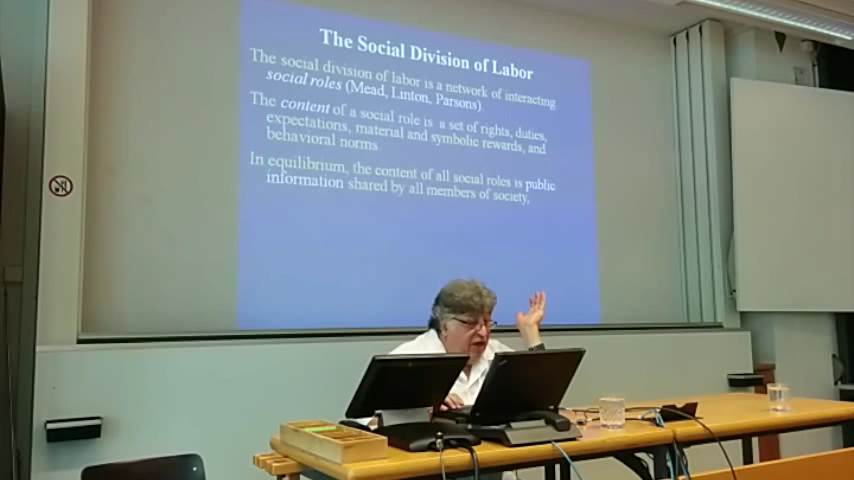 The Social Division of Labor
The social division of labor is a network of interacting
social roles (Mead, Linton, Parsons)
The content of a social role is a set of rights, duties,
expectations, material and symbolic rewards, and
behavioral norms
In equilibrium, the content of all social roles is public
information shared by all members of society,